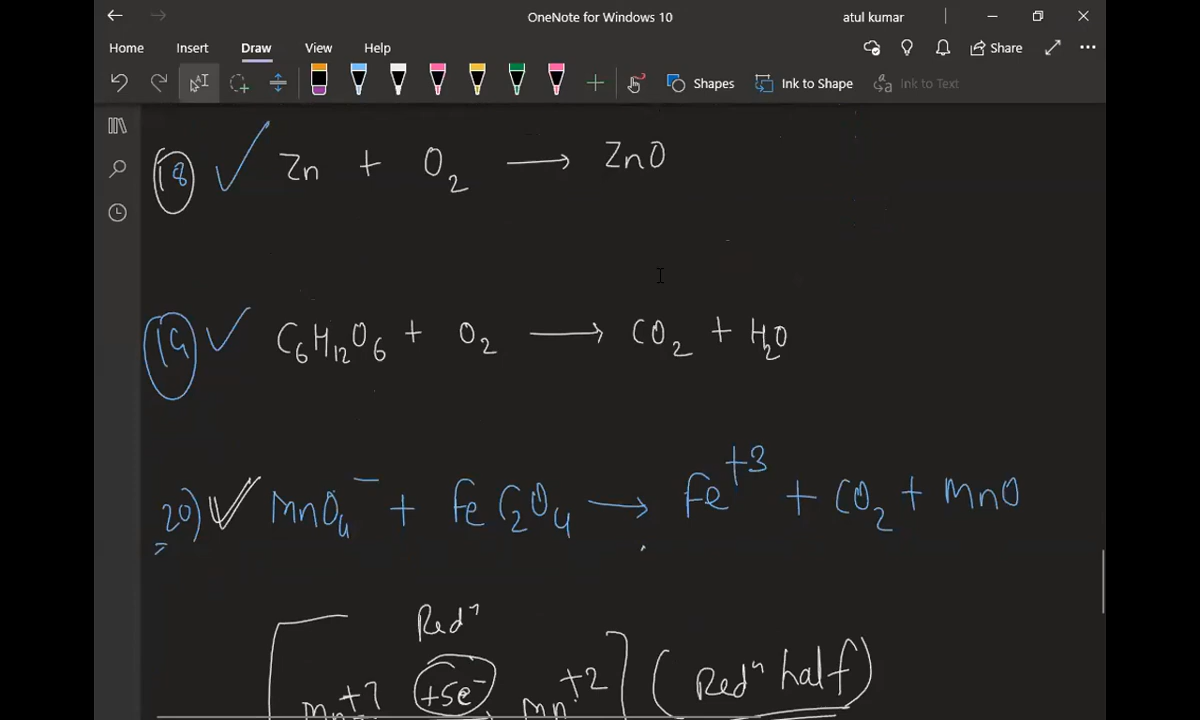 OneNote for Windows 10
atul kumar
Home Insert Draw View Help
Share
Shapes Ink to Shape Ink to Text
18 Zn + O2 → ZnO
19 C6H12O6 + O2 → CO2 + H2O
20) MnO4⁻ + FeC2O4 → Fe+3 + CO2 + MnO
Redⁿ
Mn+7 +5e⁻ Mn+2 (Redⁿ half)